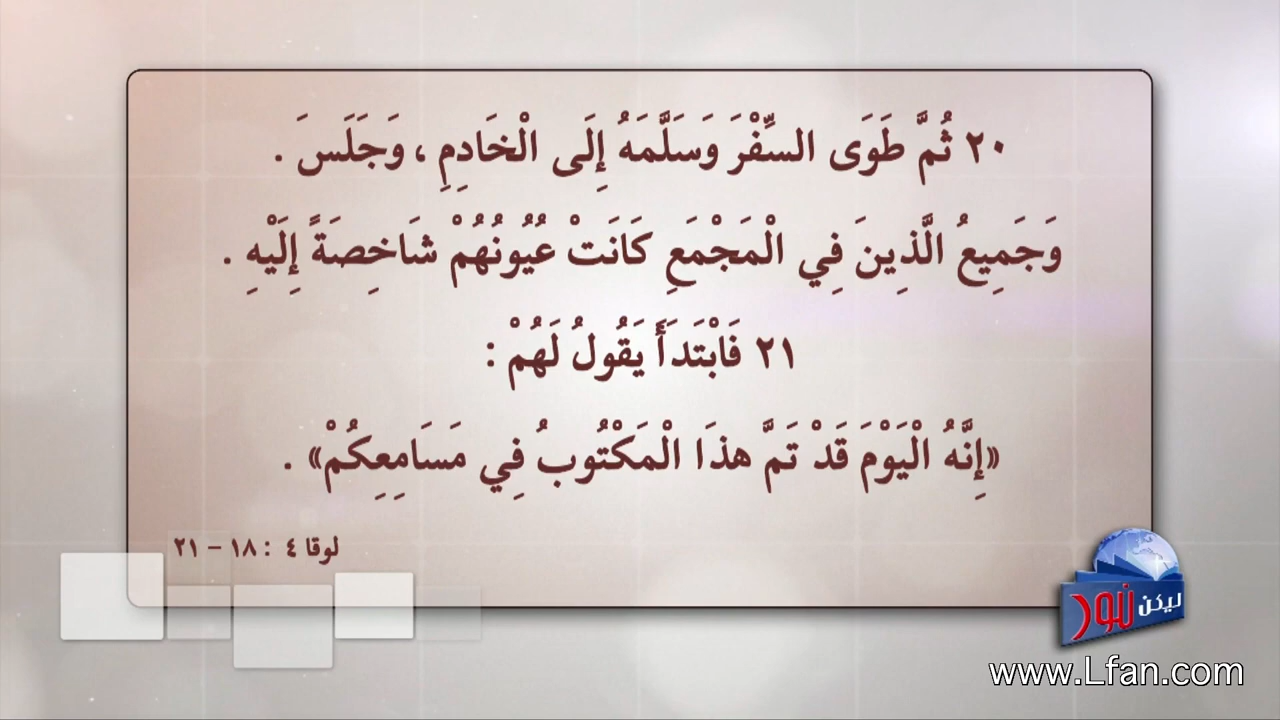 ٢٠ ثُمَّ طَوَى السِّفْرَ وَسَلَّمَهُ إِلَى الْخَادِمِ ، وَجَلَسَ .
وَجَمِيعُ الَّذِينَ فِي الْمَجْمَعِ كَانَتْ عُيُونُهُمْ شَاخِصَةً إِلَيْهِ .
٢١ فَابْتَدَأَ يَقُولُ لَهُمْ :
«إِنَّهُ الْيَوْمَ قَدْ تَمَّ هذَا الْمَكْتُوبُ فِي مَسَامِعِكُمْ» .
لوقا ٤ : ١٨ – ٢١
ليكن نور
www.Lfan.com